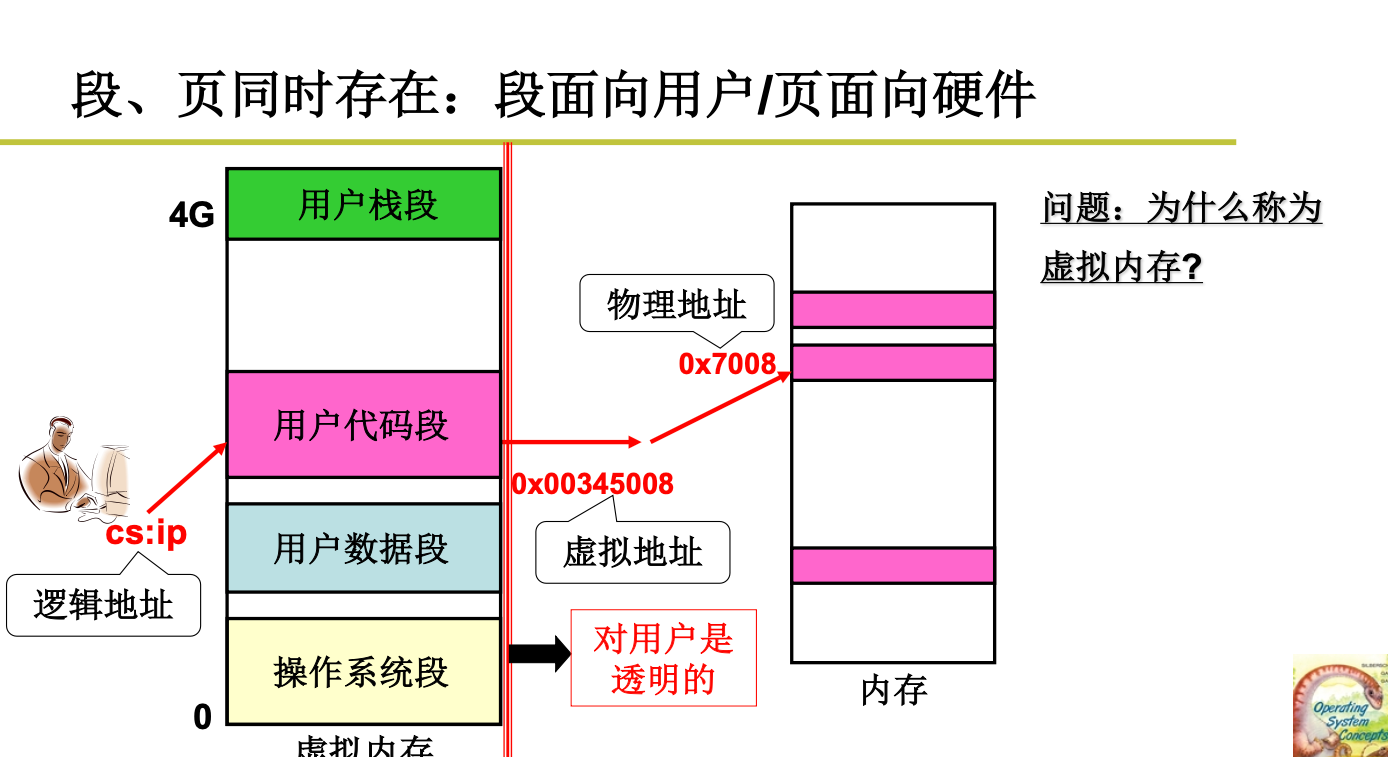 段、页同时存在：段面向用户/页面向硬件
4G
用户栈段
用户代码段
用户数据段
操作系统段
0
虚拟内存
cs:ip
逻辑地址
物理地址
0x7008
0x00345008
虚拟地址
对用户是
透明的
内存
问题：为什么称为
虚拟内存?
Operating
System
Concepts